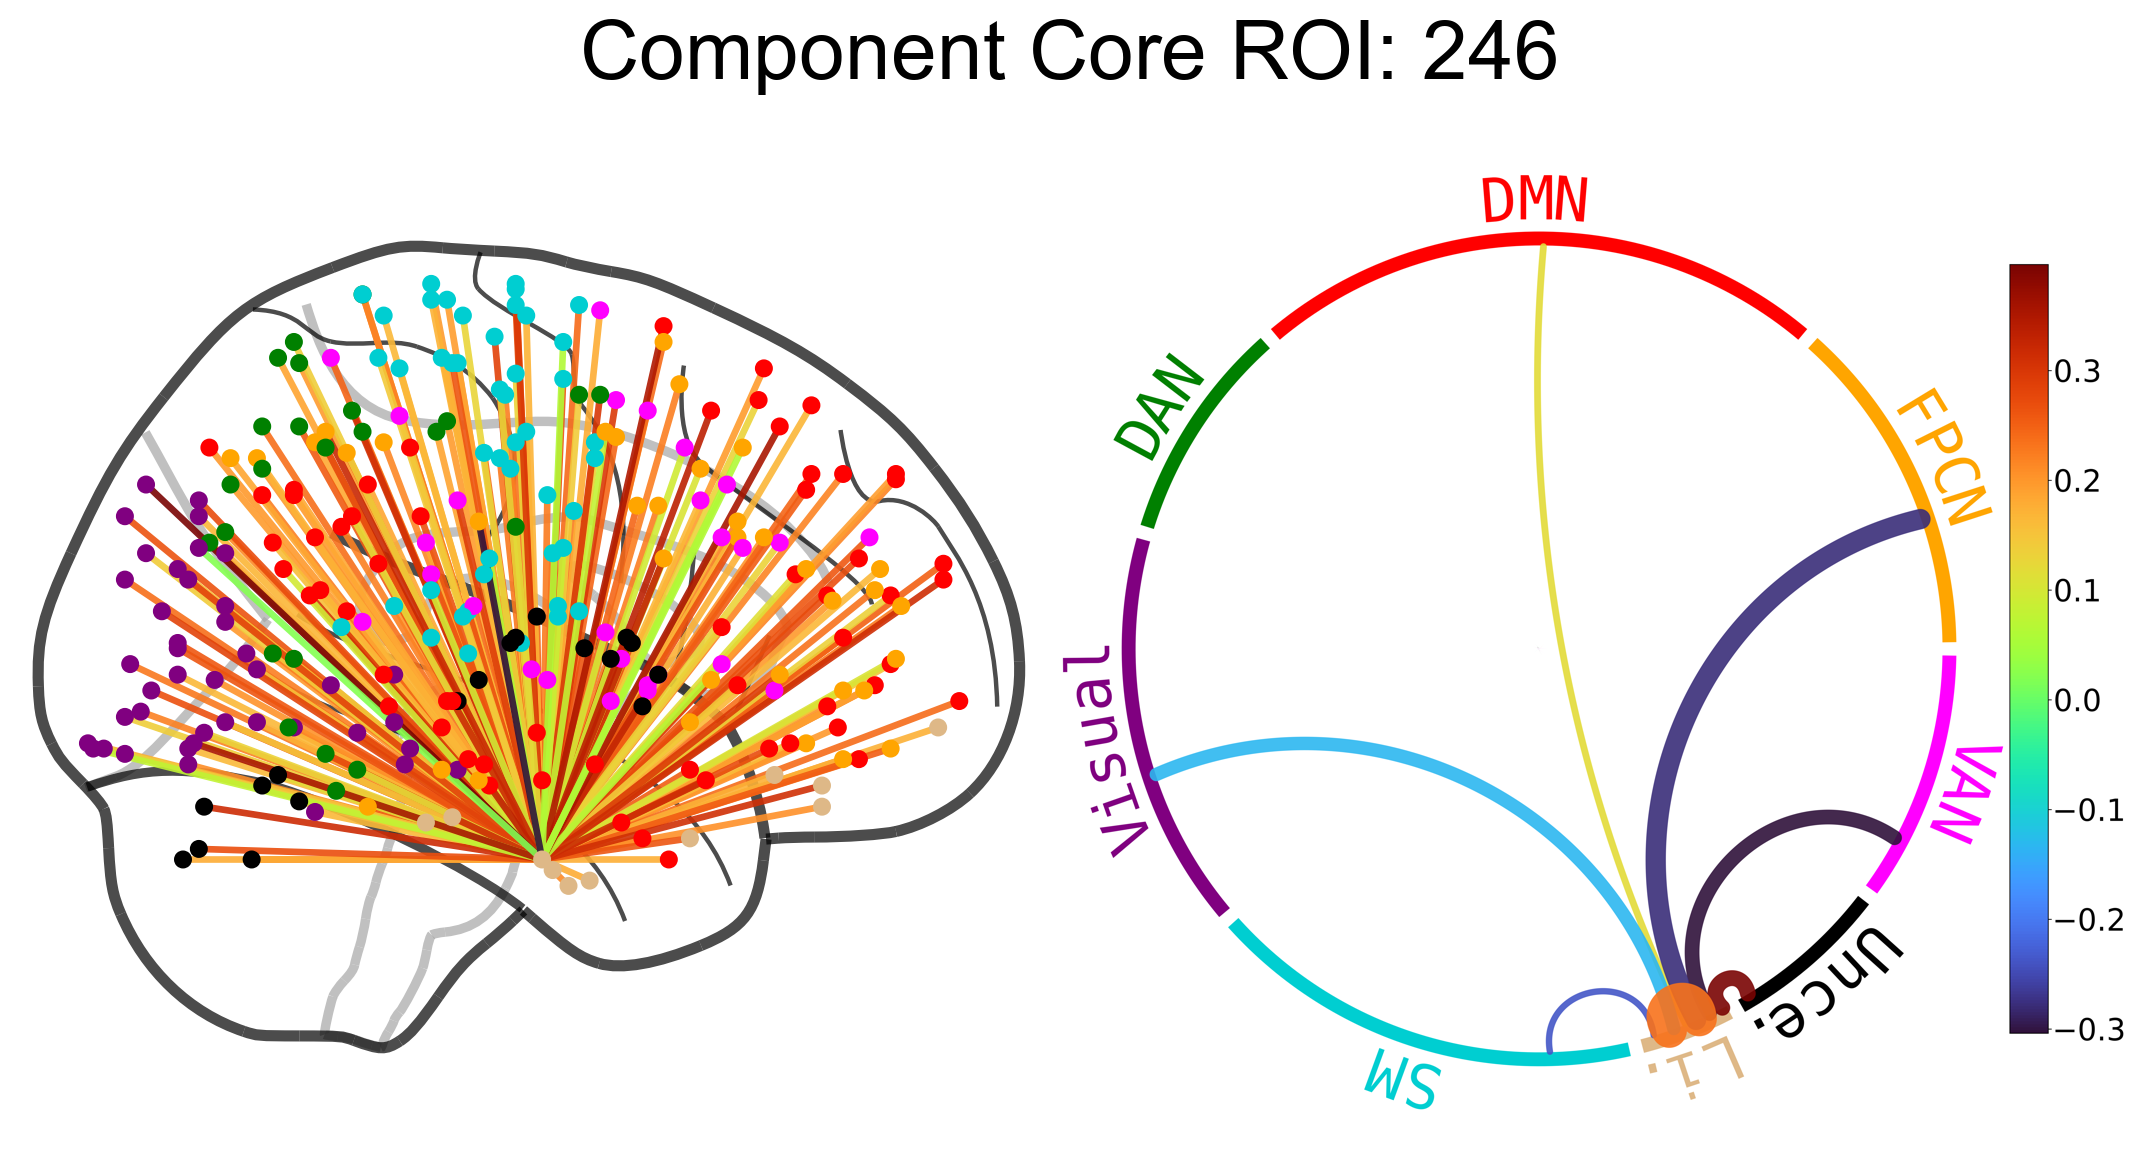 Component Core ROI: 246
DMN
FPCN
DAN
VAN
Visual
Unce.
SM
L.I.
0.3
0.2
0.1
0.0
−0.1
−0.2
−0.3